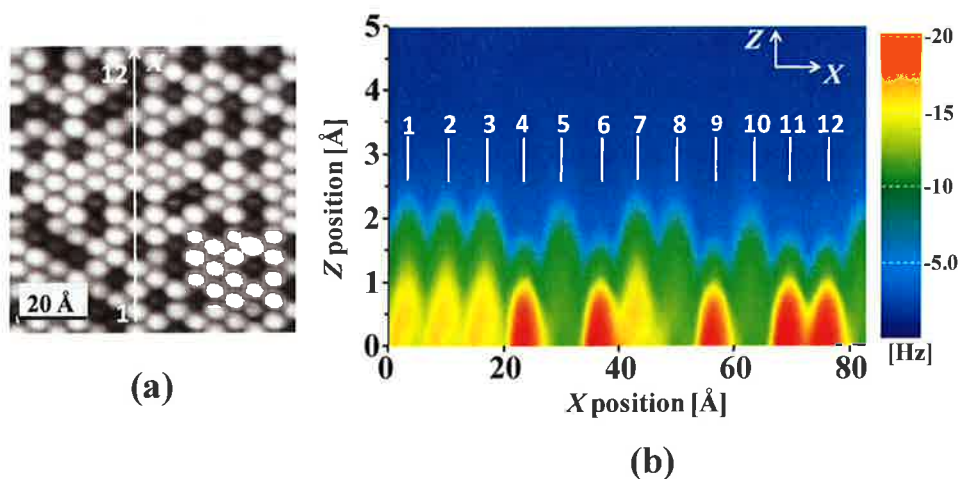 12 X
20 Å
1
(a)
Z position [Å]
5
4
3
2
1
0
Z
X
1 2 3 4 5 6 7 8 9 10 11 12
0 20 40 60 80
X position [Å]
-20
-15
-10
-5.0
[Hz]
(b)